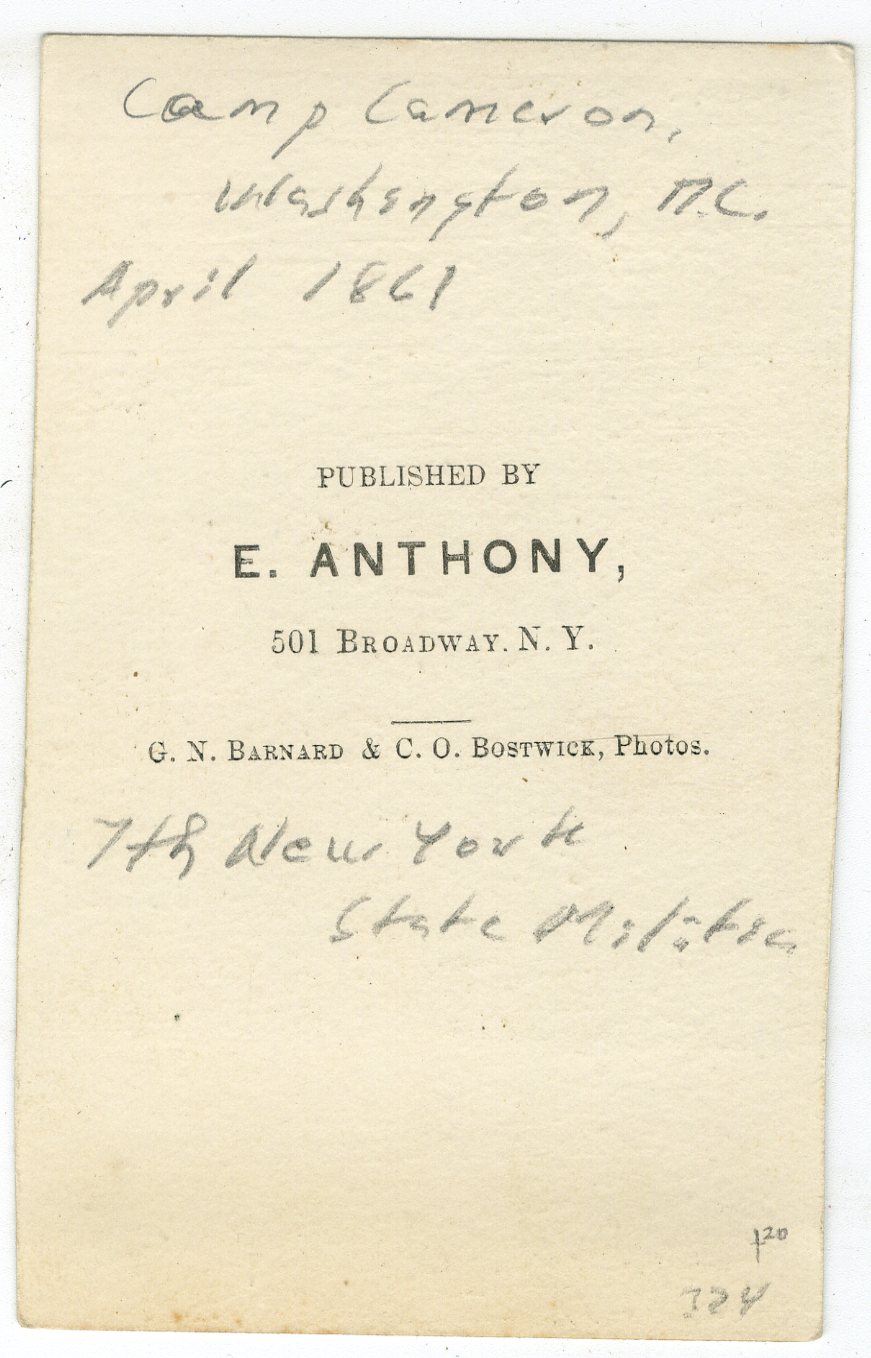 Camp Cameron,
Washington, D.C.
April 1861
PUBLISHED BY
E. ANTHONY,
501 BROADWAY. N. Y.
G. N. BARNARD & C. O. BOSTWICK, Photos.
7th New York
State Militia
324